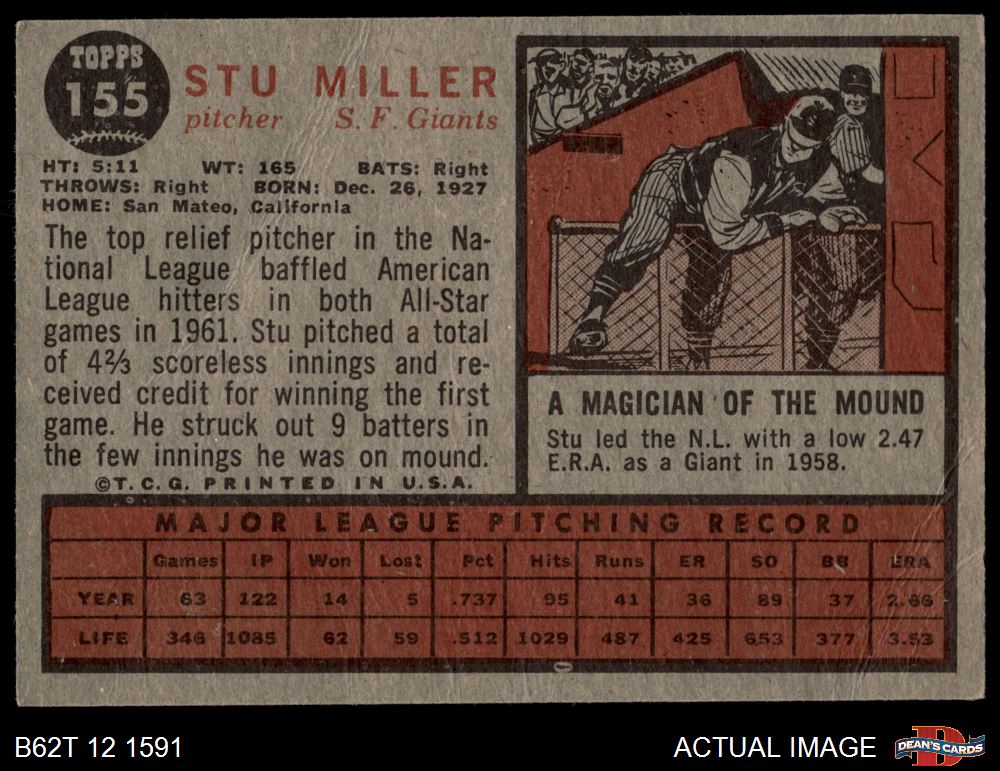 TOPPS
155
STU MILLER
pitcher S. F. Giants
HT: 5:11 WT: 165 BATS: Right
THROWS: Right BORN: Dec. 26, 1927
HOME: San Mateo, California
The top relief pitcher in the Na-
tional League baffled American
League hitters in both All-Star
games in 1961. Stu pitched a total
of 4⅔ scoreless innings and re-
ceived credit for winning the first
game. He struck out 9 batters in
the few innings he was on mound.
©T. C. G. PRINTED IN U.S.A.
A MAGICIAN OF THE MOUND
Stu led the N.L. with a low 2.47
E.R.A. as a Giant in 1958.
MAJOR LEAGUE PITCHING RECORD
Games IP Won Lost Pct Hits Runs ER SO BB ERA
YEAR 63 122 14 5 .737 95 41 36 89 37 2.66
LIFE 346 1085 62 59 .512 1029 487 425 653 377 3.53
B62T 12 1591
ACTUAL IMAGE
DEAN'S CARDS